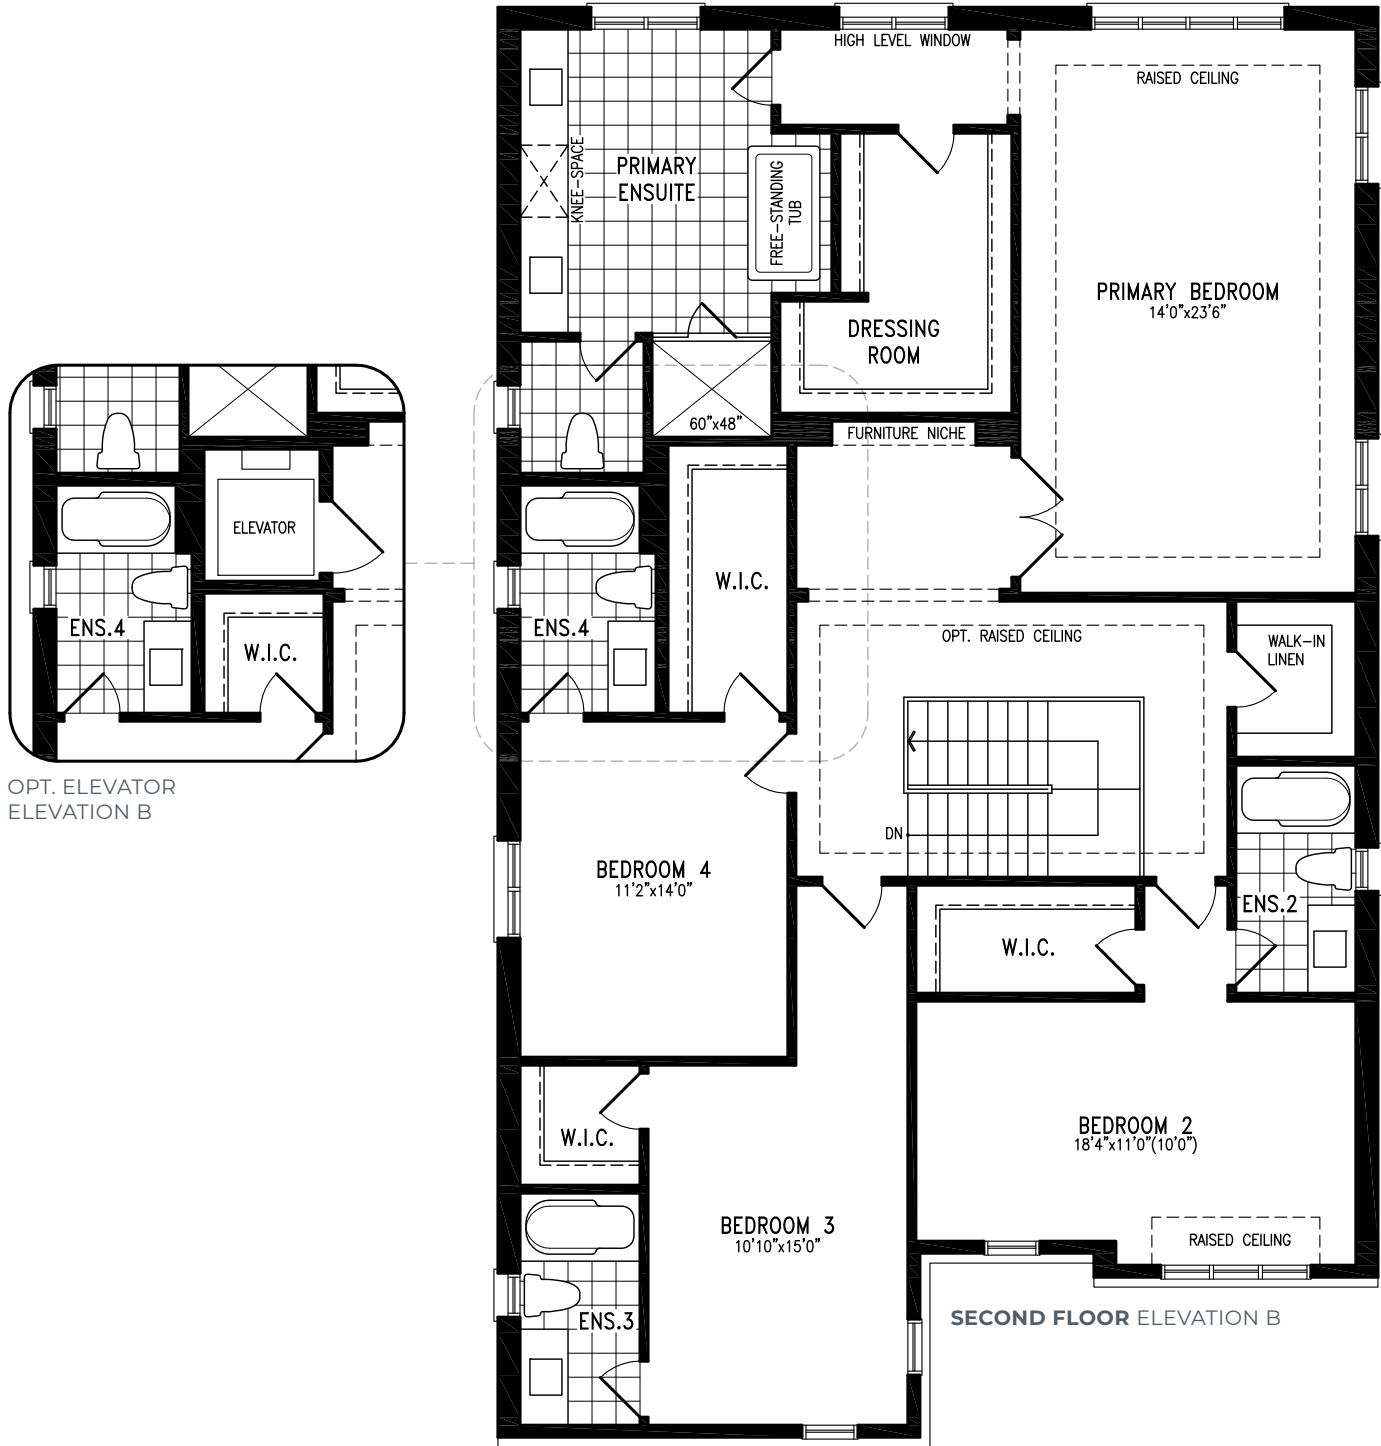 HIGH LEVEL WINDOW
RAISED CEILING
KNEE-SPACE
PRIMARY
ENSUITE
FREE-STANDING
TUB
PRIMARY BEDROOM
14'0"x23'6"
DRESSING
ROOM
60"x48"
FURNITURE NICHE
ELEVATOR
W.I.C.
ENS.4
W.I.C.
ENS.4
OPT. RAISED CEILING
WALK-IN
LINEN
OPT. ELEVATOR
ELEVATION B
DN
BEDROOM 4
11'2"x14'0"
ENS.2
W.I.C.
W.I.C.
BEDROOM 2
18'4"x11'0"(10'0")
BEDROOM 3
10'10"x15'0"
RAISED CEILING
ENS.3
SECOND FLOOR ELEVATION B